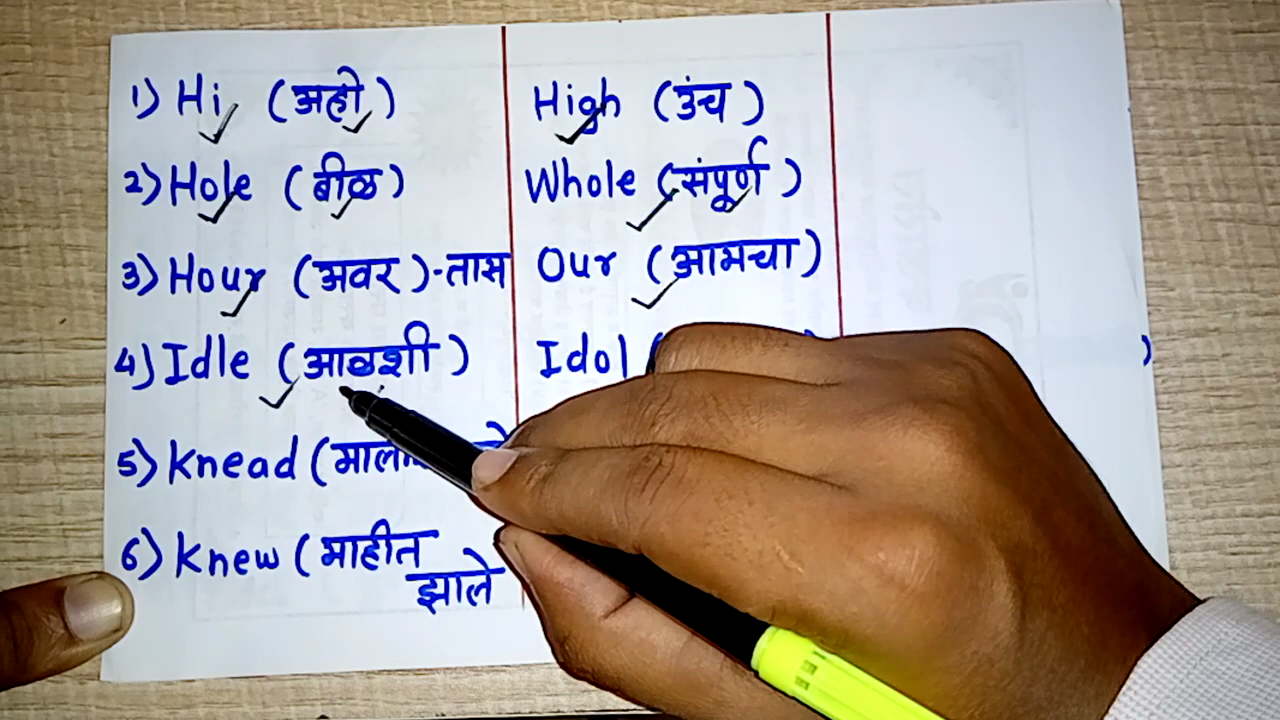 1) Hi (अहो) High (उंच)
2) Hole (बीळ) Whole (संपूर्ण)
3) Hour (अवर)-तास Our (आमचा)
4) Idle (आळशी) Idol
5) Knead
6) Knew (माहीत
झाले